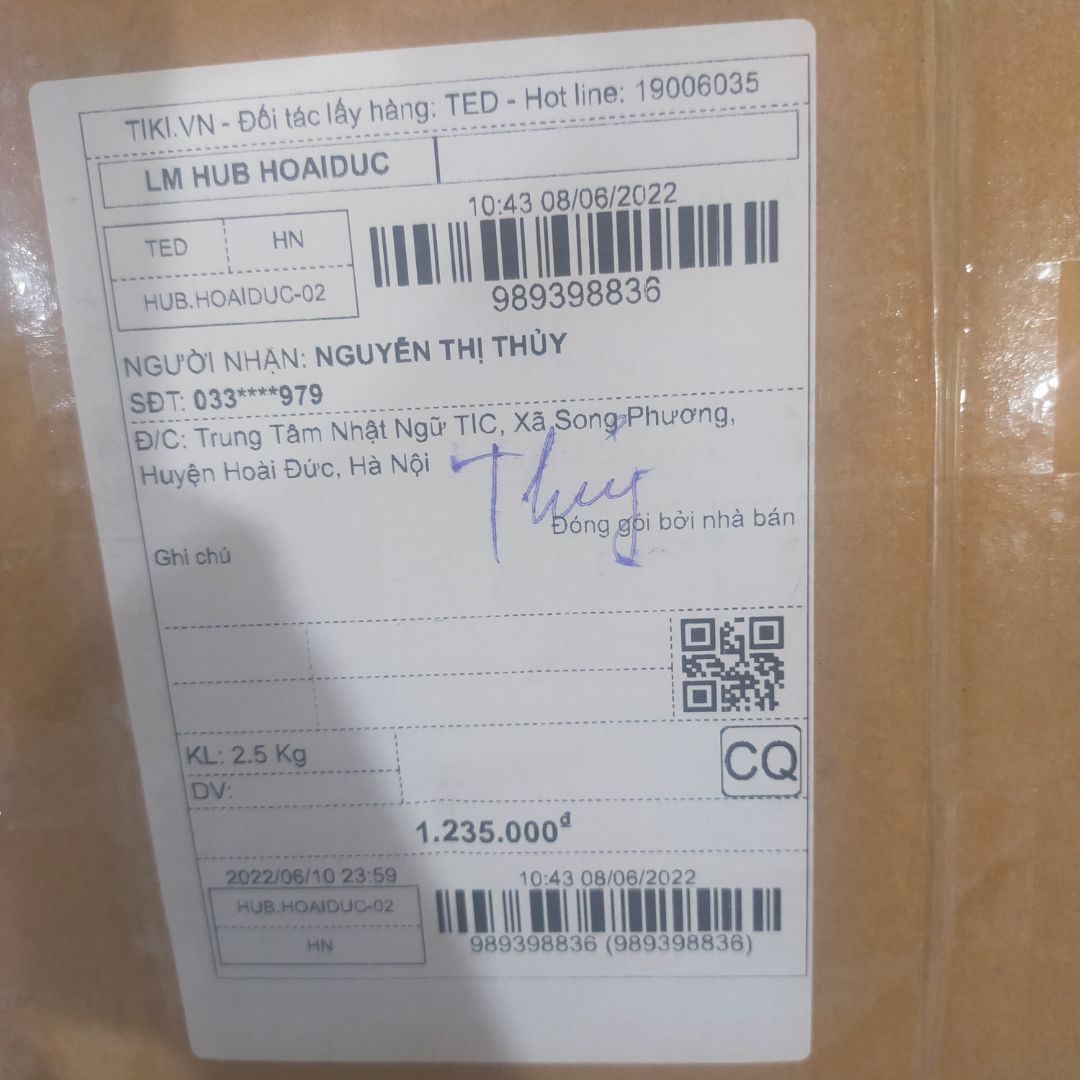 TIKI.VN - Đối tác lấy hàng: TED - Hot line: 19006035
LM HUB HOAIDUC
10:43 08/06/2022
TED HN
HUB.HOAIDUC-02
989398836
NGƯỜI NHẬN: NGUYỄN THỊ THỦY
SĐT: 033****979
Đ/C: Trung Tâm Nhật Ngữ TIC, Xã Song Phương,
Huyện Hoài Đức, Hà Nội
Thủy
Đóng gói bởi nhà bán
Ghi chú
KL: 2.5 Kg
CQ
DV:
1.235.000₫
2022/06/10 23:59
10:43 08/06/2022
HUB.HOAIDUC-02
HN
989398836 (989398836)